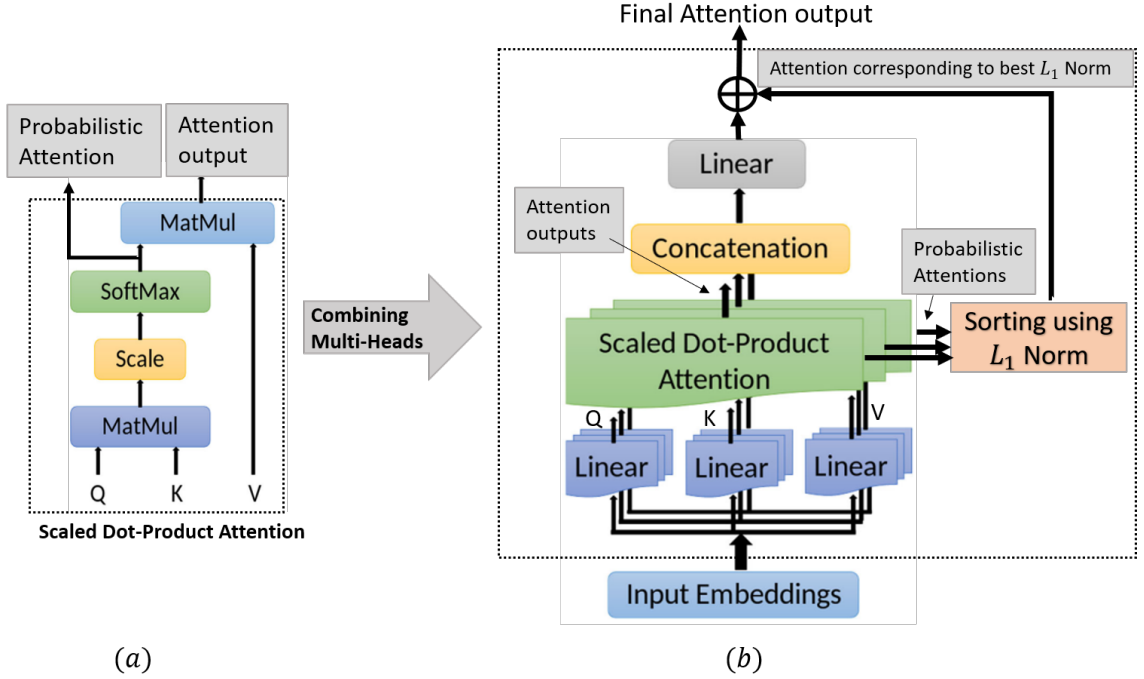 Probabilistic
Attention
Attention
output
MatMul
SoftMax
Scale
MatMul
Q K V
Scaled Dot-Product Attention
(a)
Combining
Multi-Heads
Final Attention output
Attention corresponding to best L₁ Norm
Linear
Attention
outputs
Concatenation
Probabilistic
Attentions
Scaled Dot-Product
Attention
Sorting using
L₁ Norm
Q K V
Linear Linear Linear
Input Embeddings
(b)